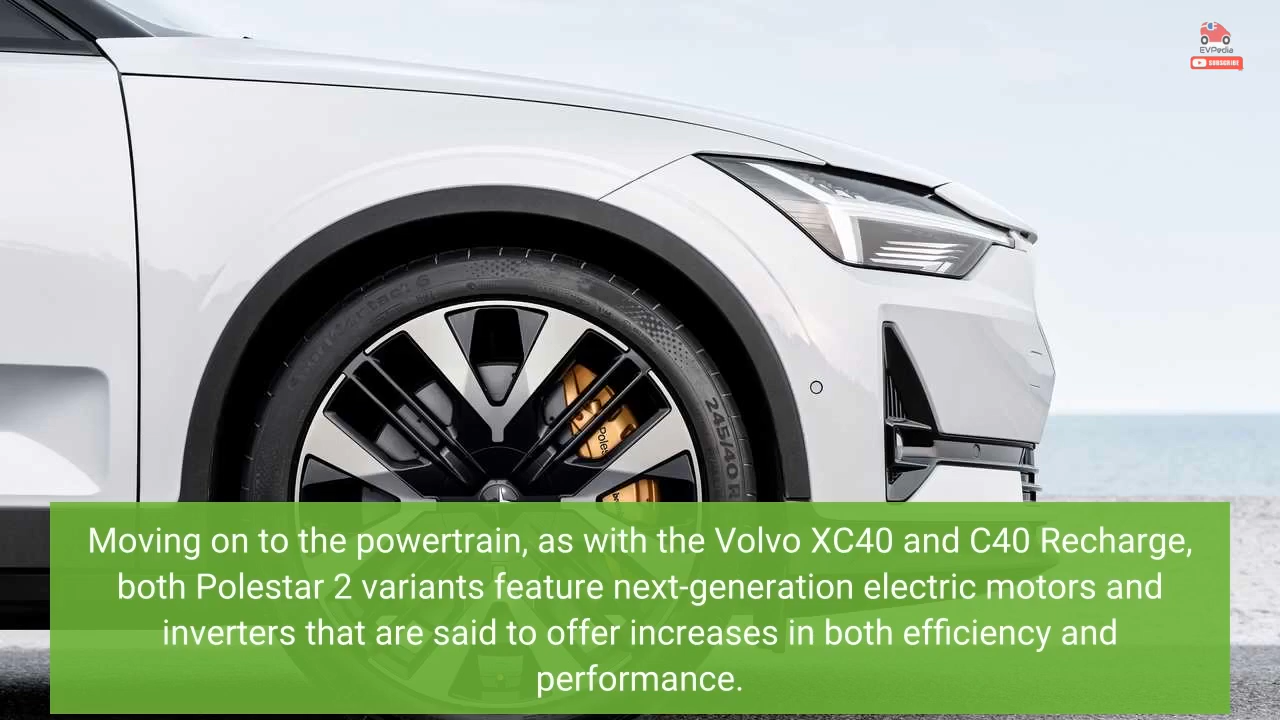 EVPedia
SUBSCRIBE
245/40 R
Moving on to the powertrain, as with the Volvo XC40 and C40 Recharge,
both Polestar 2 variants feature next-generation electric motors and
inverters that are said to offer increases in both efficiency and
performance.